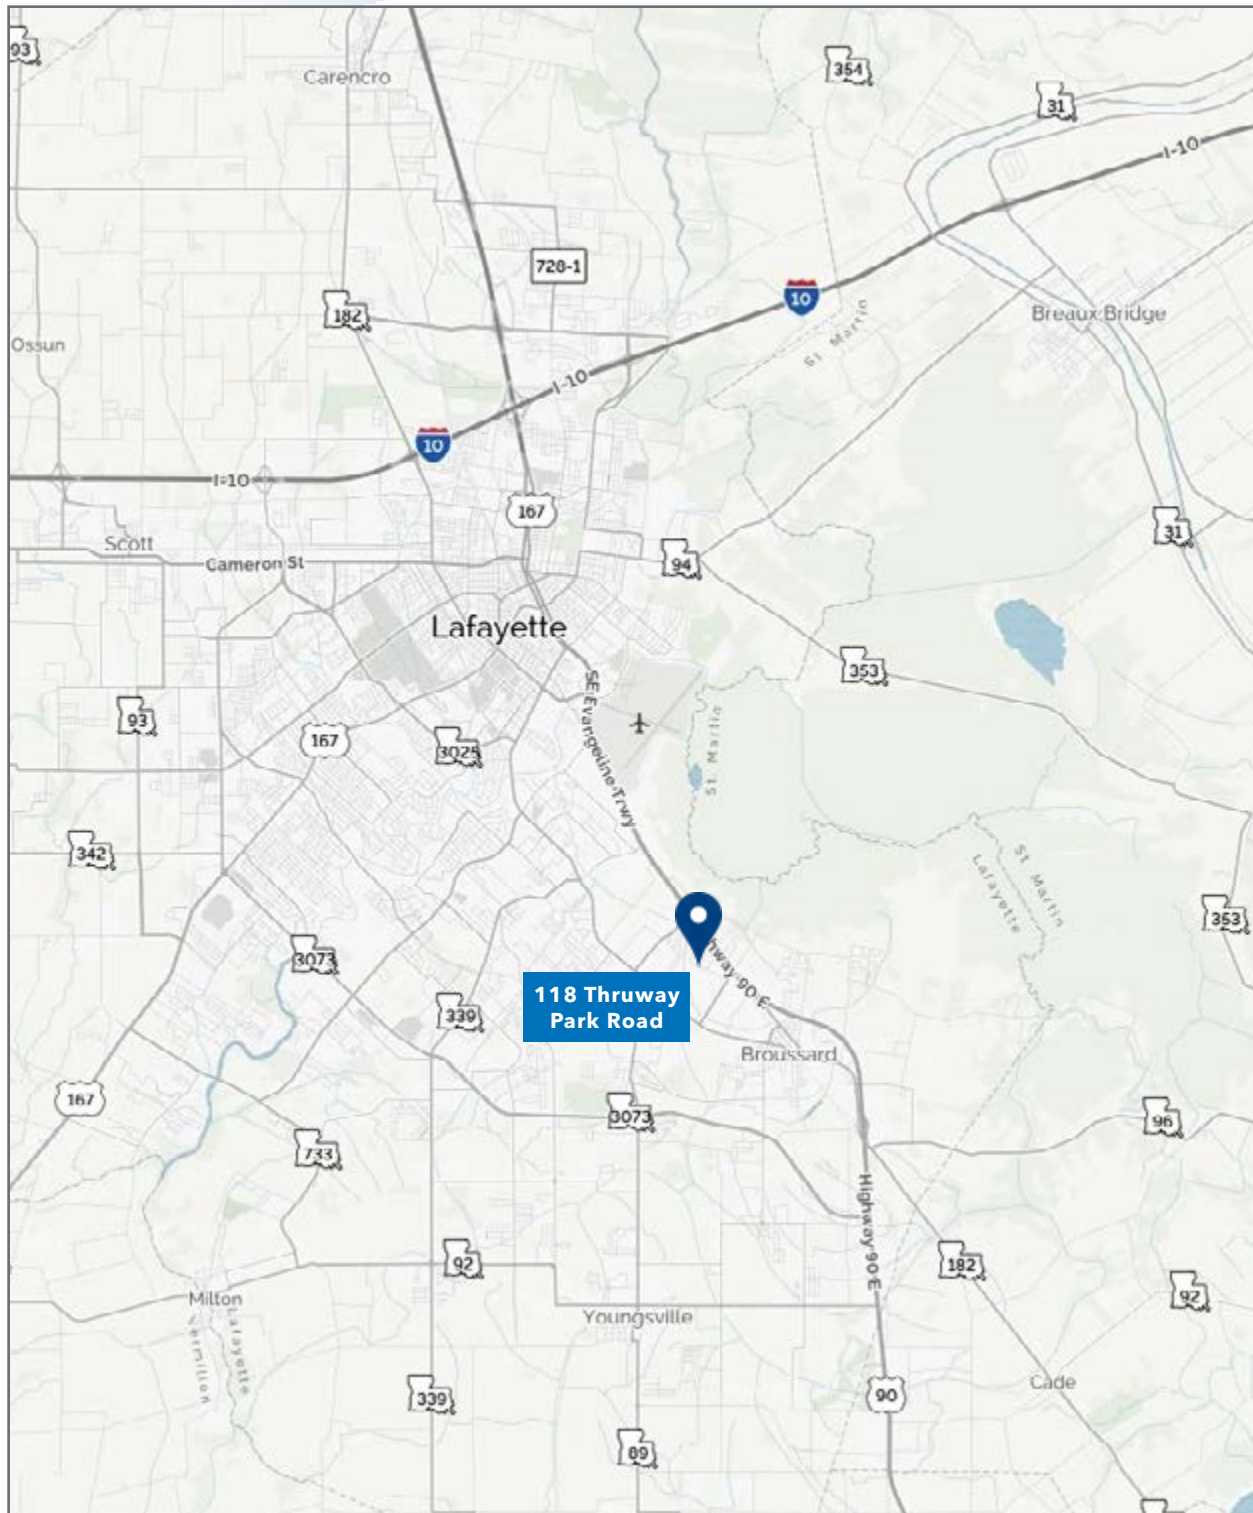 93
Carencro
354
31
I-10
728-1
10
182
St. Martin
Breaux Bridge
Ossun
I-10
10
I-10
167
31
Scott
94
Cameron St
Lafayette
353
SE Evangeline Trwy
93
167
3025
St. Martin
342
St. Martin
Lafayette
353
hway 90 E
3073
118 Thruway
Park Road
339
Broussard
167
3073
96
733
Highway 90 E
92
182
92
Milton
Youngsville
Lafayette
Vermilion
339
90
Cade
89